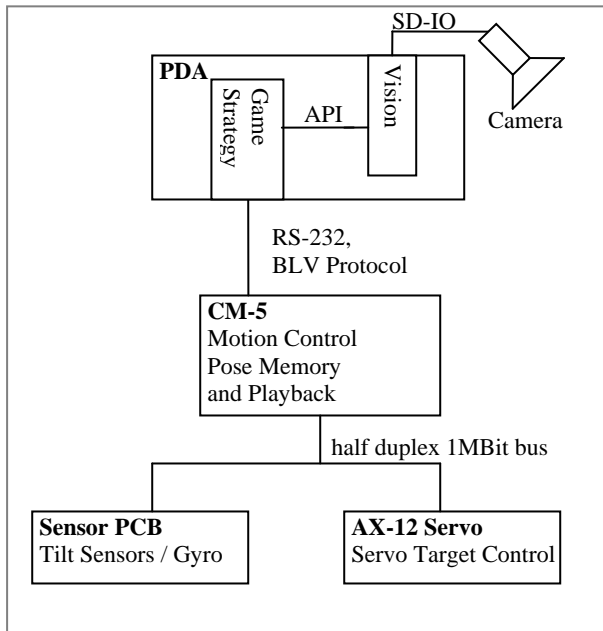 SD-IO
PDA
Game
Strategy
API
Vision
Camera
RS-232,
BLV Protocol
CM-5
Motion Control
Pose Memory
and Playback
half duplex 1MBit bus
Sensor PCB
Tilt Sensors / Gyro
AX-12 Servo
Servo Target Control